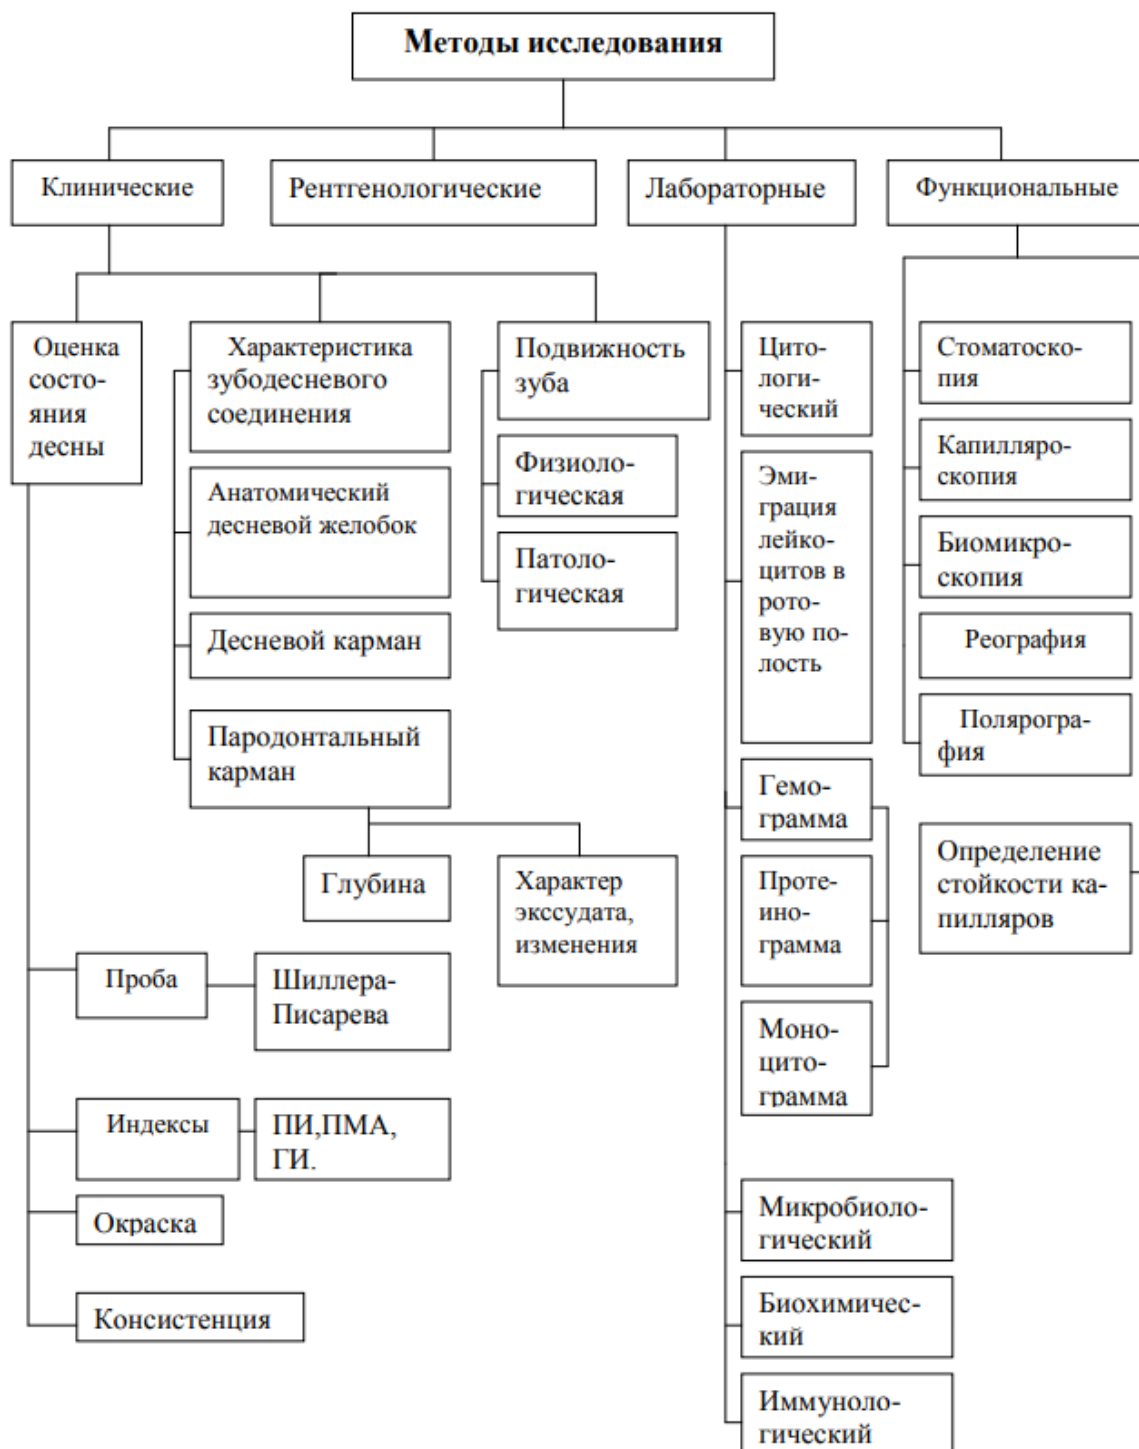 Методы исследования
Клинические
Рентгенологические
Лабораторные
Функциональные
Оценка
состо-
яния
десны
Характеристика
зубодесневого
соединения
Анатомический
десневой желобок
Десневой карман
Пародонтальный
карман
Глубина
Характер
экссудата,
изменения
Подвижность
зуба
Физиоло-
гическая
Патоло-
гическая
Проба
Шиллера-
Писарева
Индексы
ПИ,ПМА,
ГИ.
Окраска
Консистенция
Цито-
логи-
ческий
Эми-
грация
лейко-
цитов в
рото-
вую по-
лость
Гемо-
грамма
Проте-
ино-
грамма
Моно-
цито-
грамма
Микробиоло-
гический
Биохимичес-
кий
Иммуноло-
гический
Стоматоско-
пия
Капилляро-
скопия
Биомикро-
скопия
Реография
Полярогра-
фия
Определение
стойкости ка-
пилляров